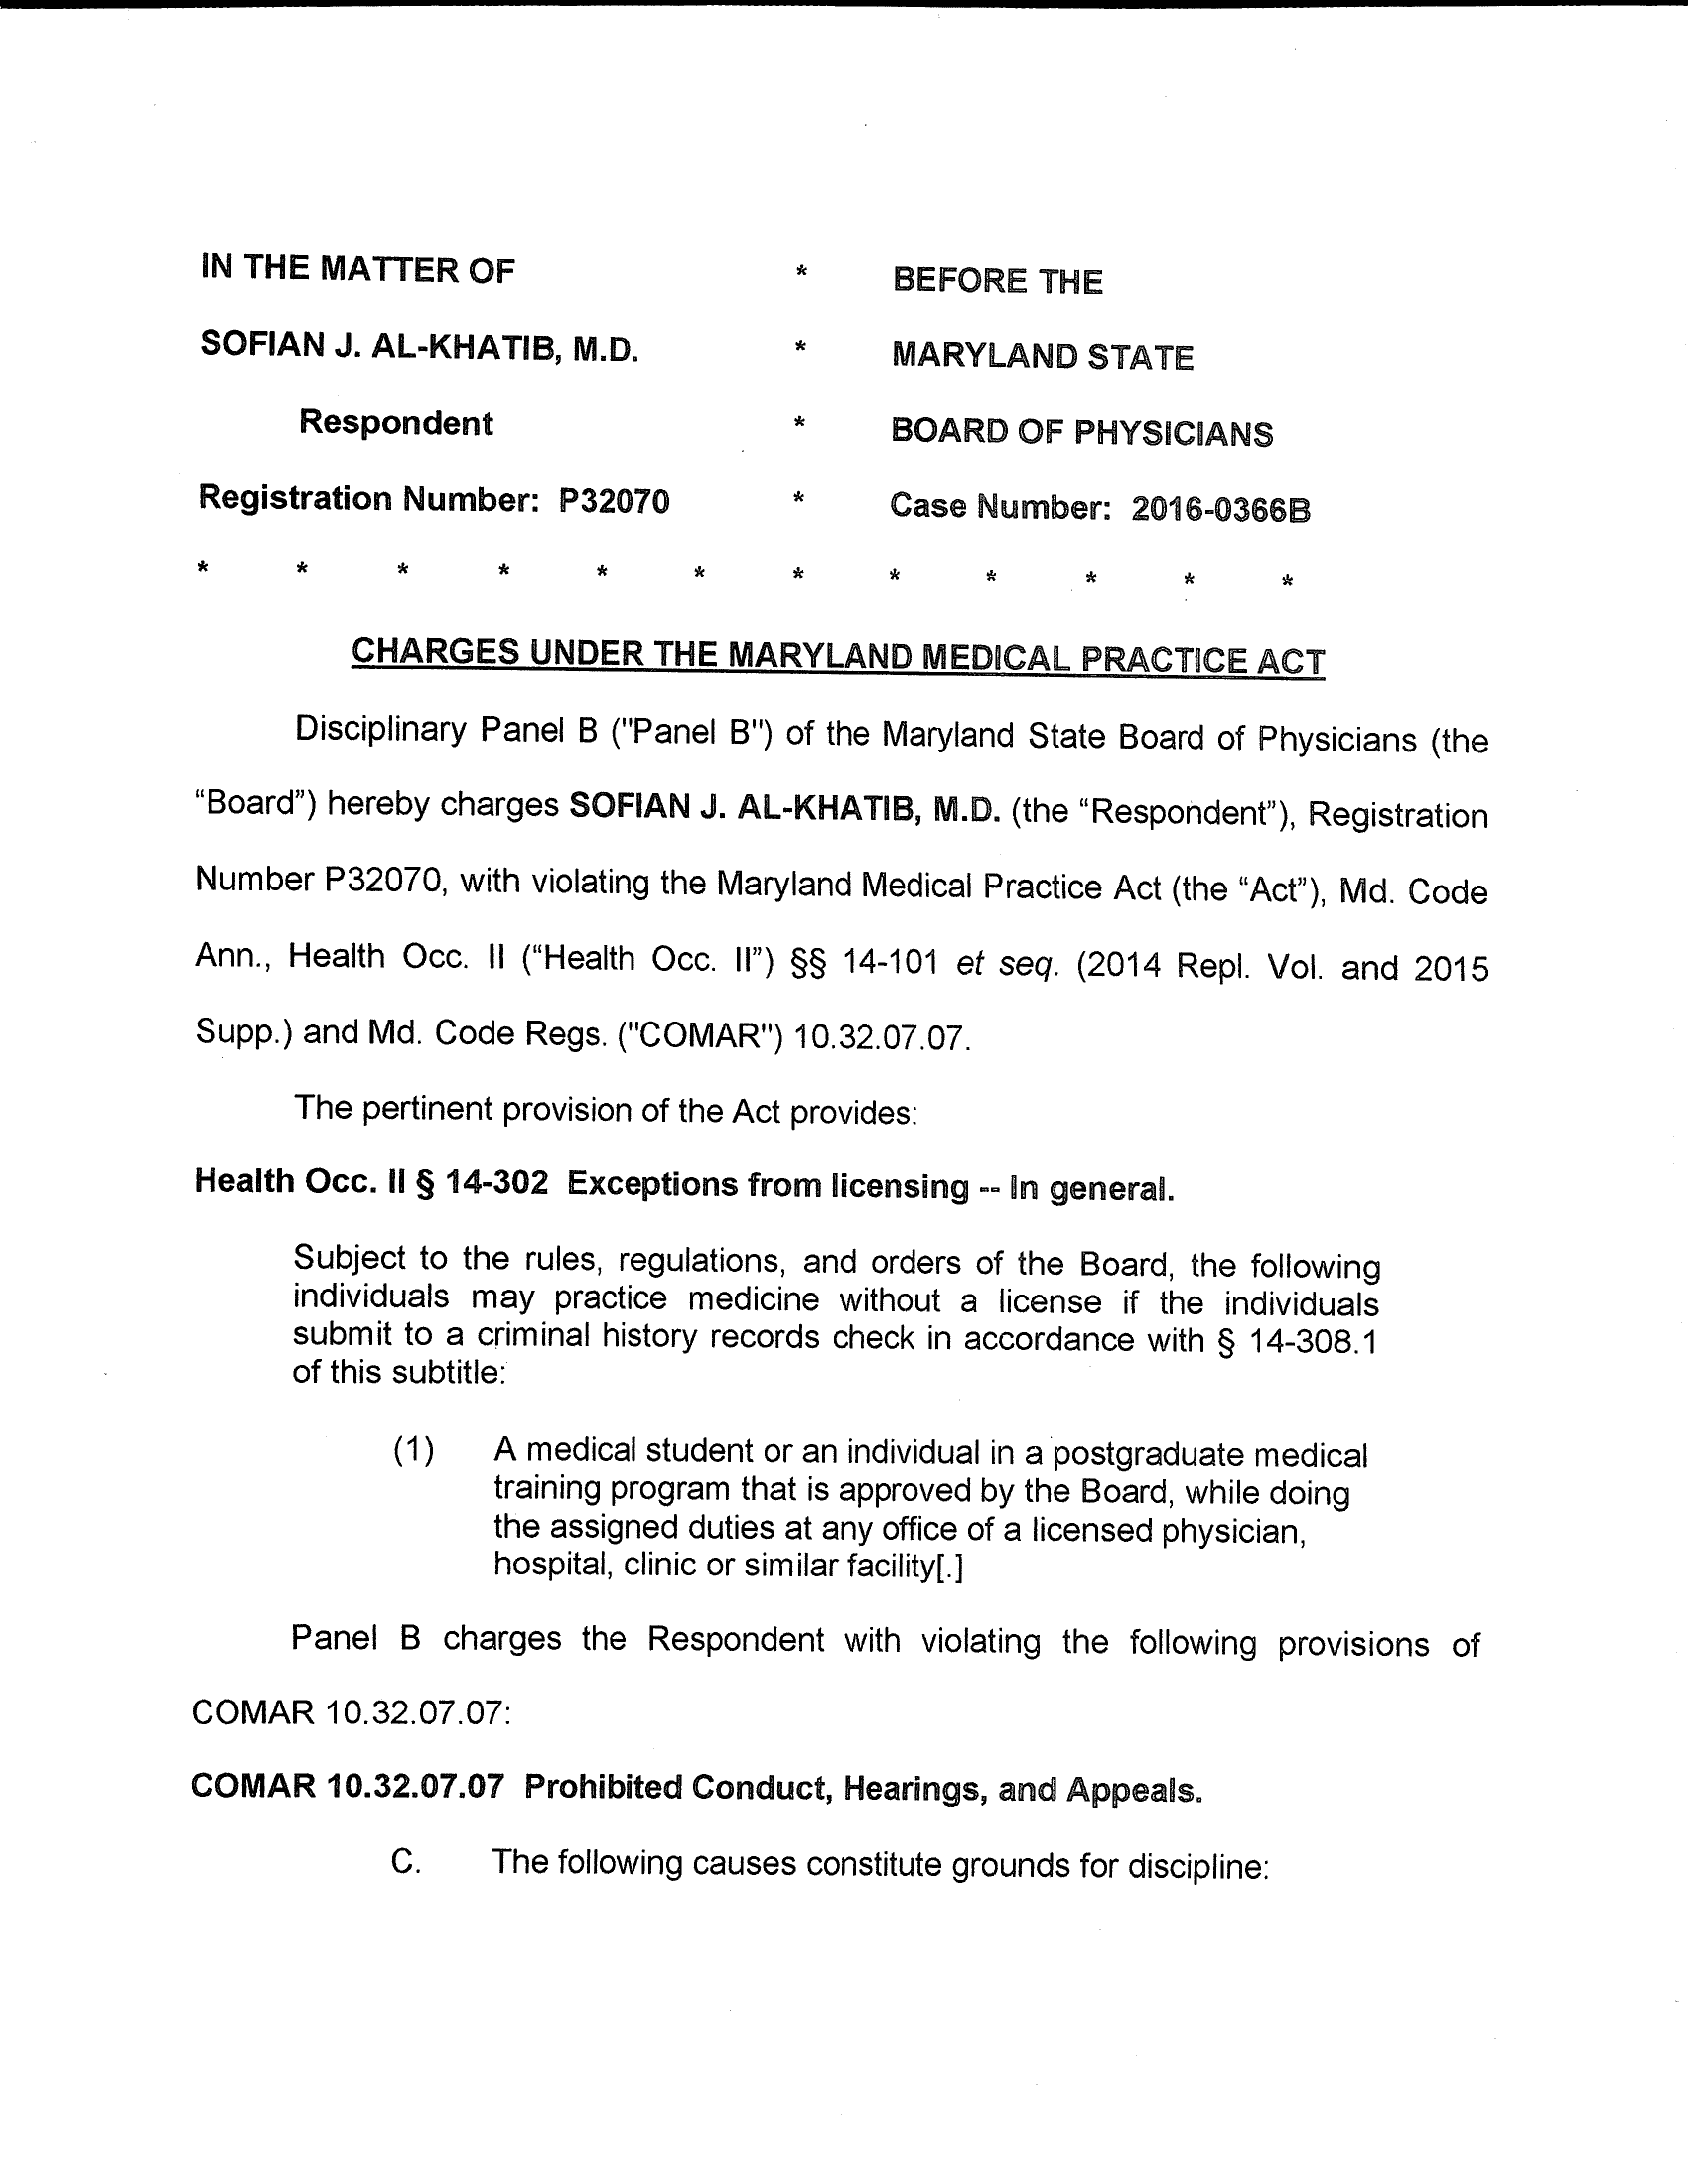 IN THE MATTER OF * BEFORE THE
SOFIAN J. AL-KHATIB, M.D. * MARYLAND STATE
Respondent * BOARD OF PHYSICIANS
Registration Number: P32070 * Case Number: 2016-0366B
* * * * * * * * * * * *
CHARGES UNDER THE MARYLAND MEDICAL PRACTICE ACT
Disciplinary Panel B ("Panel B") of the Maryland State Board of Physicians (the
“Board”) hereby charges SOFIAN J. AL-KHATIB, M.D. (the “Respondent”), Registration
Number P32070, with violating the Maryland Medical Practice Act (the “Act”), Md. Code
Ann., Health Occ. II (“Health Occ. II”) §§ 14-101 et seq. (2014 Repl. Vol. and 2015
Supp.) and Md. Code Regs. ("COMAR") 10.32.07.07.
The pertinent provision of the Act provides:
Health Occ. II § 14-302 Exceptions from licensing -- In general.
Subject to the rules, regulations, and orders of the Board, the following
individuals may practice medicine without a license if the individuals
submit to a criminal history records check in accordance with § 14-308.1
of this subtitle:
(1) A medical student or an individual in a postgraduate medical
training program that is approved by the Board, while doing
the assigned duties at any office of a licensed physician,
hospital, clinic or similar facility[.]
Panel B charges the Respondent with violating the following provisions of
COMAR 10.32.07.07:
COMAR 10.32.07.07 Prohibited Conduct, Hearings, and Appeals.
C. The following causes constitute grounds for discipline: